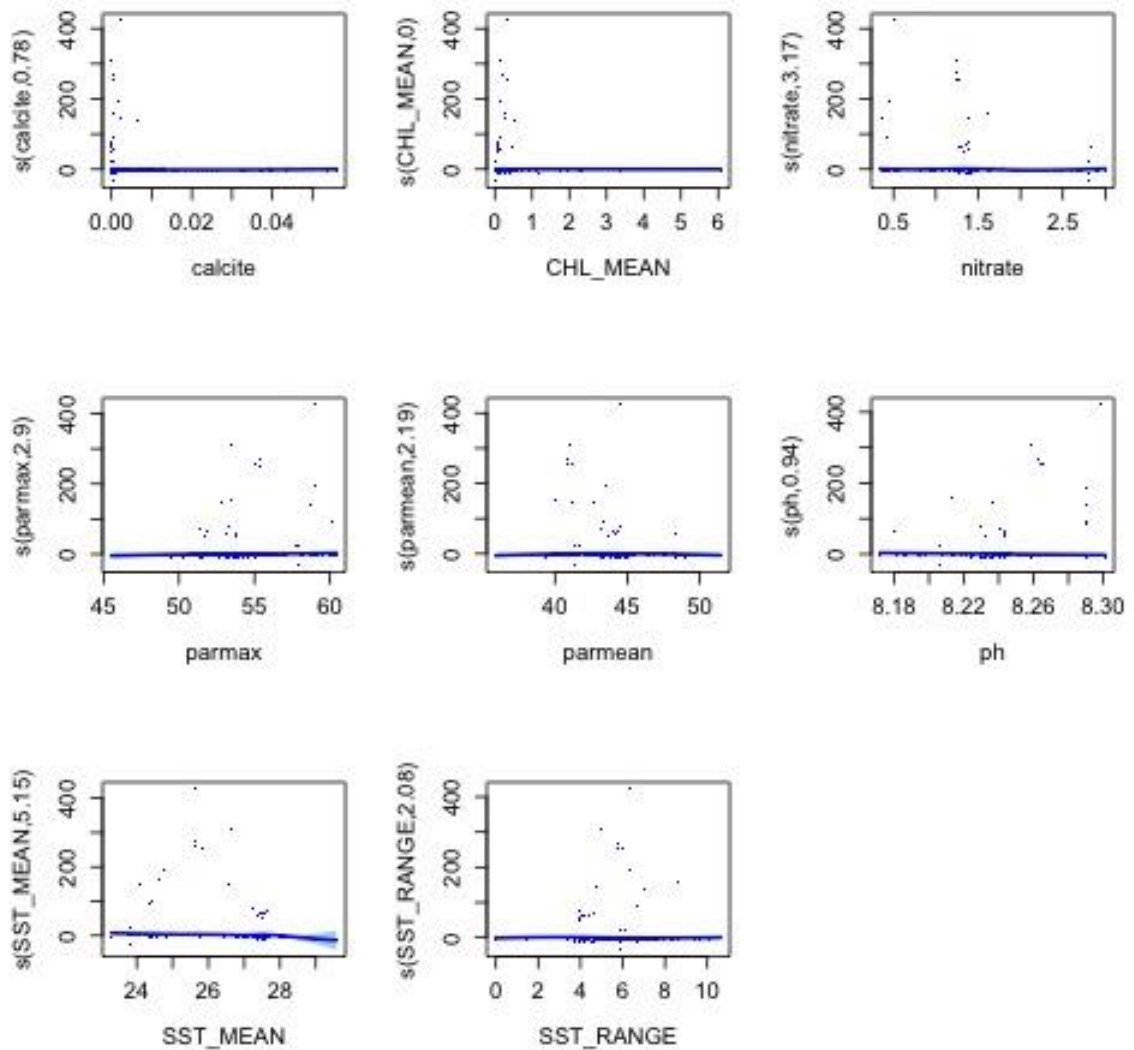 s(calcite,0.78)
400
200
0
0.00 0.02 0.04
calcite
s(CHL_MEAN,0)
400
200
0
0 1 2 3 4 5 6
CHL_MEAN
s(nitrate,3.17)
400
200
0
0.5 1.5 2.5
nitrate
s(parmax,2.9)
400
200
0
45 50 55 60
parmax
s(parmean,2.19)
400
200
0
40 45 50
parmean
s(ph,0.94)
400
200
0
8.18 8.22 8.26 8.30
ph
s(SST_MEAN,5.15)
400
200
0
24 26 28
SST_MEAN
s(SST_RANGE,2.08)
400
200
0
0 2 4 6 8 10
SST_RANGE